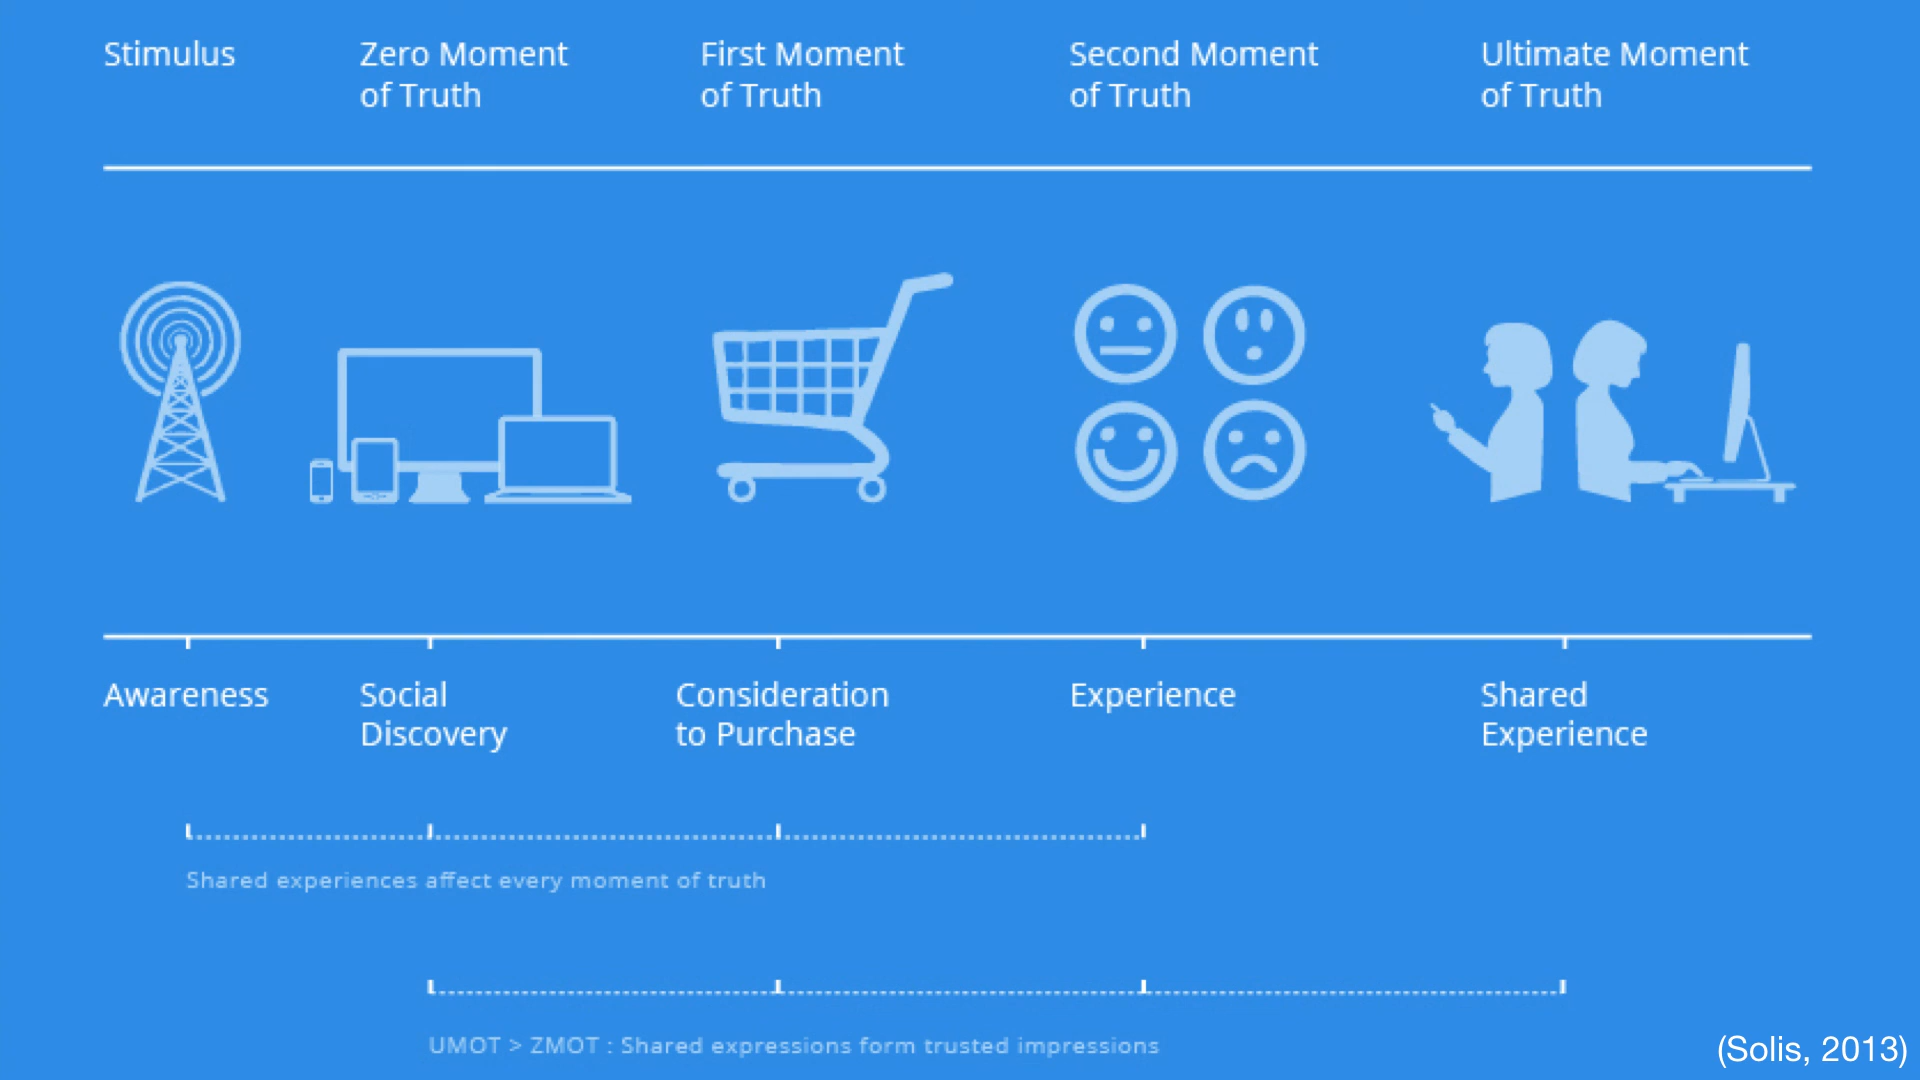 Stimulus
Zero Moment
of Truth
First Moment
of Truth
Second Moment
of Truth
Ultimate Moment
of Truth
Awareness
Social
Discovery
Consideration
to Purchase
Experience
Shared
Experience
Shared experiences affect every moment of truth
UMOT > ZMOT : Shared expressions form trusted impressions
(Solis, 2013)